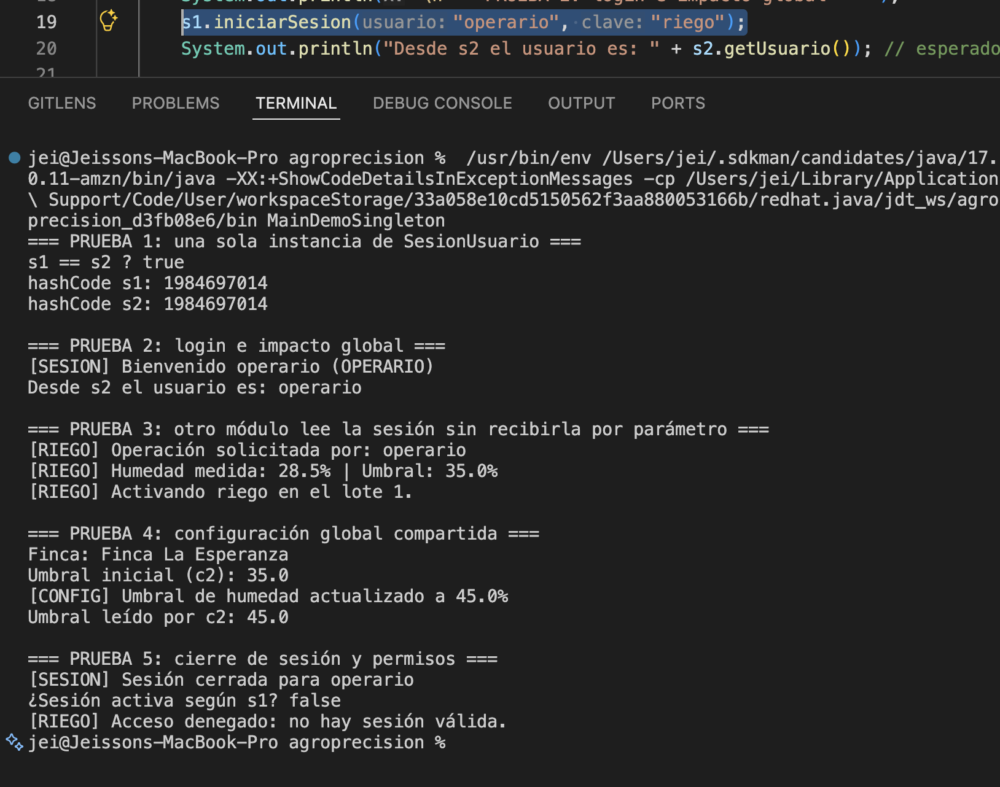 19 s1.iniciarSesion(usuario: "operario", clave: "riego");
20 System.out.println("Desde s2 el usuario es: " + s2.getUsuario()); // esperado
21
GITLENS PROBLEMS TERMINAL DEBUG CONSOLE OUTPUT PORTS
jei@Jeissons-MacBook-Pro agroprecision %  /usr/bin/env /Users/jei/.sdkman/candidates/java/17.
0.11-amzn/bin/java -XX:+ShowCodeDetailsInExceptionMessages -cp /Users/jei/Library/Application
\ Support/Code/User/workspaceStorage/33a058e10cd5150562f3aa880053166b/redhat.java/jdt_ws/agro
precision_d3fb08e6/bin MainDemoSingleton
=== PRUEBA 1: una sola instancia de SesionUsuario ===
s1 == s2 ? true
hashCode s1: 1984697014
hashCode s2: 1984697014
=== PRUEBA 2: login e impacto global ===
[SESION] Bienvenido operario (OPERARIO)
Desde s2 el usuario es: operario
=== PRUEBA 3: otro módulo lee la sesión sin recibirla por parámetro ===
[RIEGO] Operación solicitada por: operario
[RIEGO] Humedad medida: 28.5% | Umbral: 35.0%
[RIEGO] Activando riego en el lote 1.
=== PRUEBA 4: configuración global compartida ===
Finca: Finca La Esperanza
Umbral inicial (c2): 35.0
[CONFIG] Umbral de humedad actualizado a 45.0%
Umbral leído por c2: 45.0
=== PRUEBA 5: cierre de sesión y permisos ===
[SESION] Sesión cerrada para operario
¿Sesión activa según s1? false
[RIEGO] Acceso denegado: no hay sesión válida.
jei@Jeissons-MacBook-Pro agroprecision %